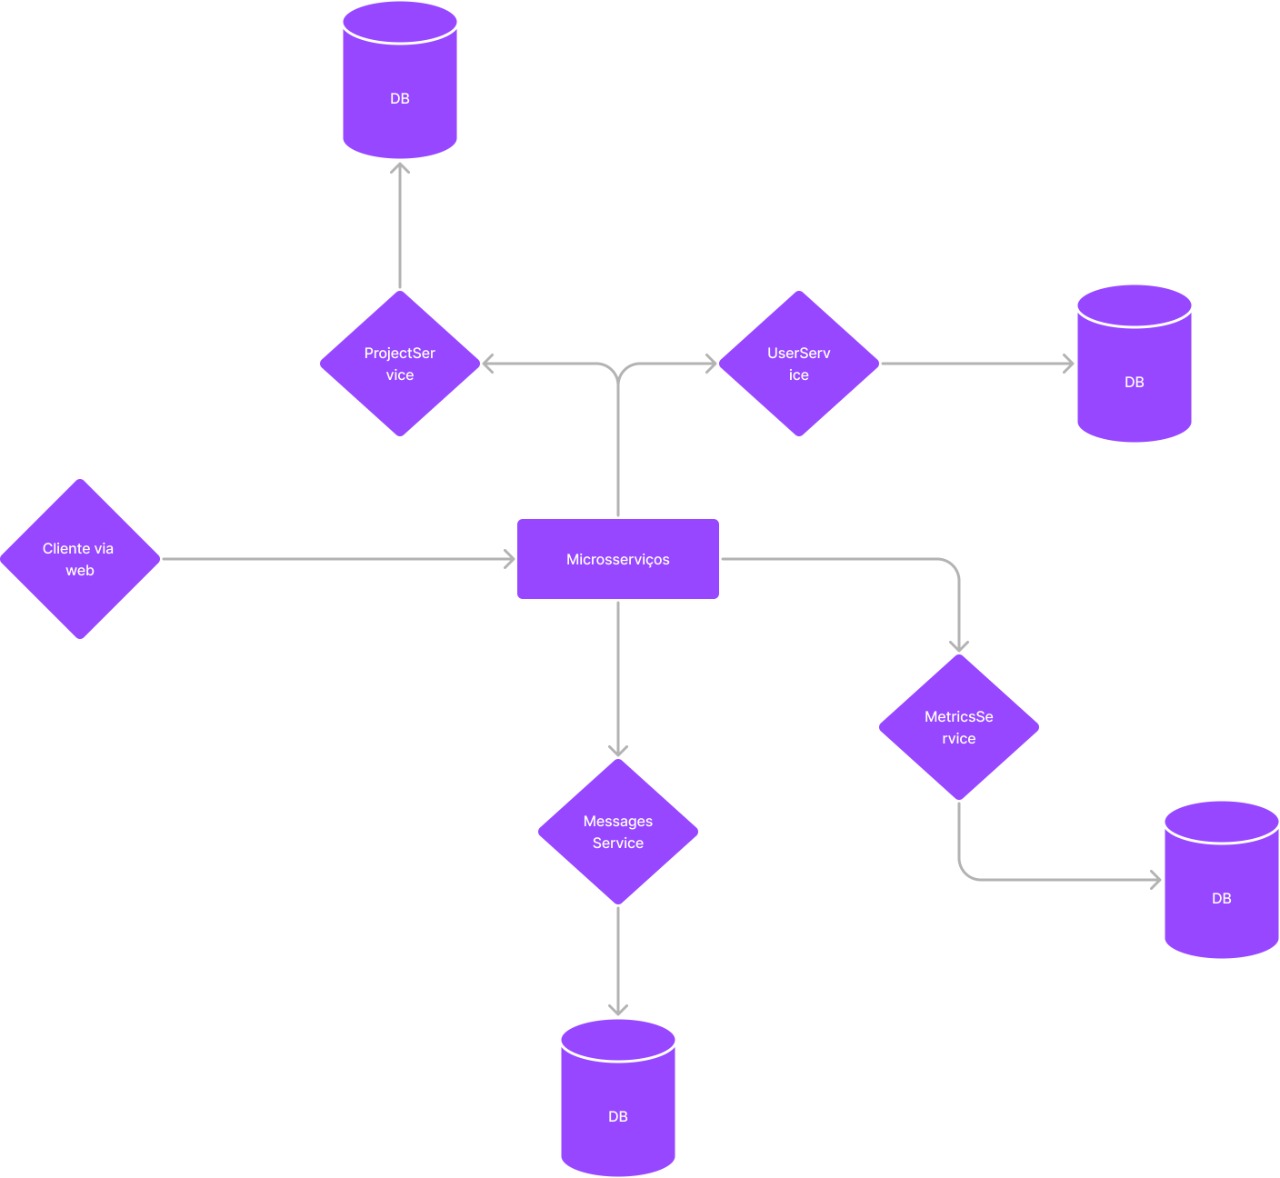 DB
ProjectSer
vice
UserServ
ice
DB
Cliente via
web
Microsserviços
MetricsSe
rvice
Messages
Service
DB
DB